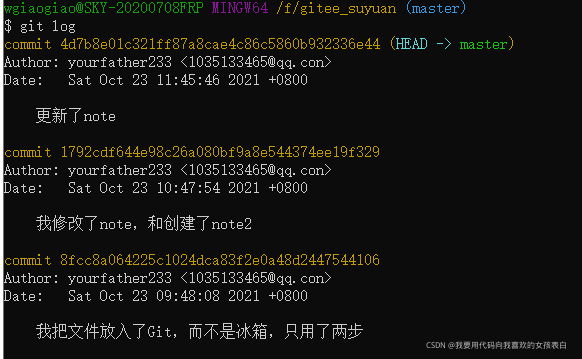 wgiaogiao@SKY-20200708FRP MINGW64 /f/gitee_suyuan (master)
$ git log
commit 4d7b8e01c321ff87a8cae4c86c5860b932336e44 (HEAD -> master)
Author: yourfather233 <1035133465@qq.con>
Date:   Sat Oct 23 11:45:46 2021 +0800
更新了note
commit 1792cdf644e98c26a080bf9a8e544374ee19f329
Author: yourfather233 <1035133465@qq.con>
Date:   Sat Oct 23 10:47:54 2021 +0800
我修改了note，和创建了note2
commit 8fcc8a064225c1024dca83f2e0a48d2447544106
Author: yourfather233 <1035133465@qq.con>
Date:   Sat Oct 23 09:48:08 2021 +0800
我把文件放入了Git，而不是冰箱，只用了两步
CSDN @我要用代码向我喜欢的女孩表白